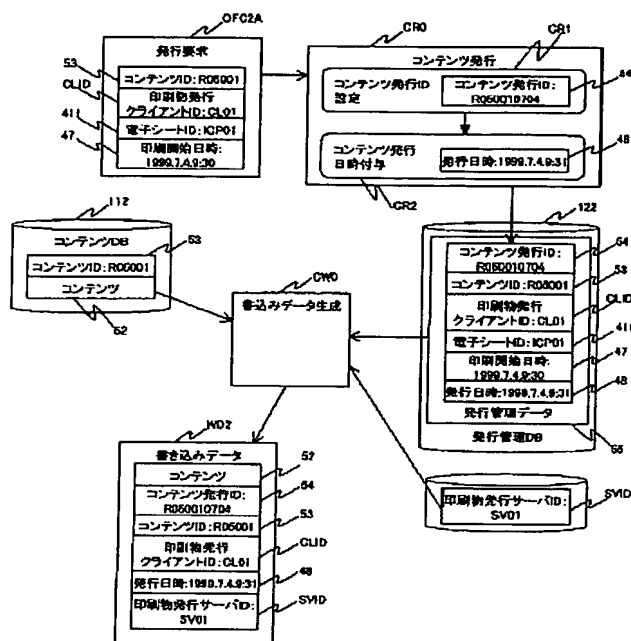 OFC2A
発行要求
53
コンテンツID:R05001
CLID
印刷物発行
クライアントID:CL01
411
電子シートID:ICP01
47
印刷開始日時:
1999.7.4.9:30
CR0
CR1
コンテンツ発行
コンテンツ発行ID
設定
コンテンツ発行ID:
R050010704
コンテンツ発行
日時付与
48
発行日時:1999.7.4.9:31
CR2
112
コンテンツDB
53
コンテンツID:R05001
コンテンツ
52
CW0
書込みデータ生成
122
コンテンツ発行ID:
R050010704
54
コンテンツID:R05001
53
印刷物発行
クライアントID:CL01
CLID
電子シートID:ICP01
411
印刷開始日時:
1999.7.4.9:30
47
発行日時:1999.7.4.9:31
48
発行管理データ
発行管理DB
印刷物発行サーバID:
SV01
SVID
WD2
書き込みデータ
コンテンツ
52
コンテンツ発行ID:
R050010704
54
コンテンツID:R05001
53
印刷物発行
クライアントID:CL01
CLID
発行日時:1999.7.4.9:31
48
印刷物発行サーバID:
SV01
SVID